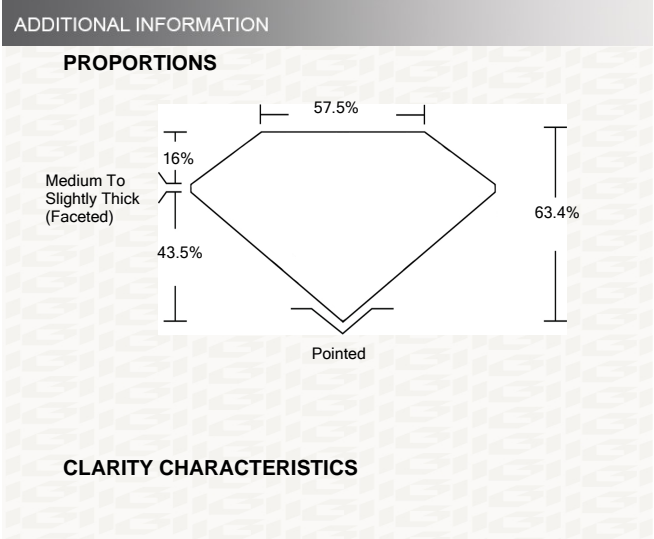 ADDITIONAL INFORMATION
PROPORTIONS
57.5%
16%
Medium To
Slightly Thick
(Faceted)
63.4%
43.5%
Pointed
CLARITY CHARACTERISTICS